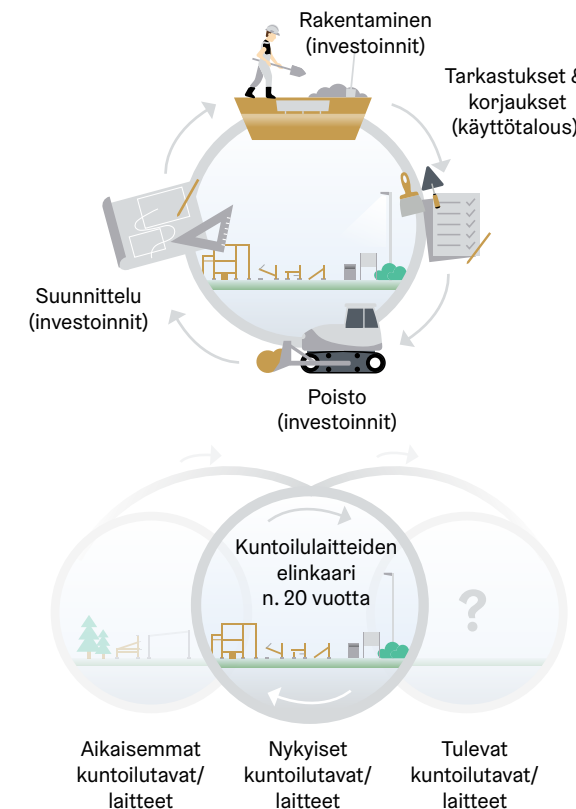 Rakentaminen
(investoinnit)
Tarkastukset &
korjaukset
(käyttötalous)
Suunnittelu
(investoinnit)
Poisto
(investoinnit)
Kuntoilulaitteiden
elinkaari
n. 20 vuotta
?
Aikaisemmat
kuntoilutavat/
laitteet
Nykyiset
kuntoilutavat/
laitteet
Tulevat
kuntoilutavat/
laitteet